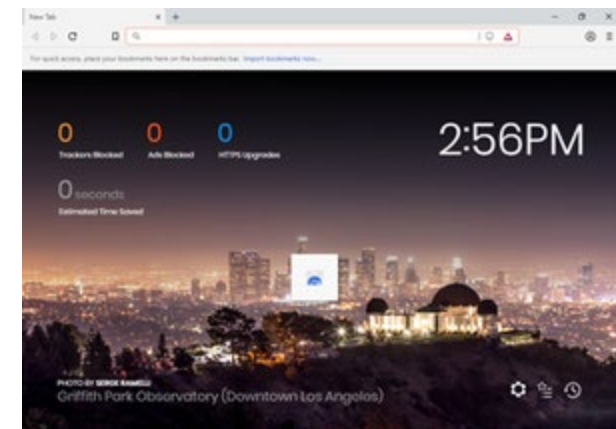 New Tab
For quick access, place your bookmarks here on the bookmarks bar. Import bookmarks now...
0 0 0
Trackers Blocked Ads Blocked HTTPS Upgrades
2:56PM
0 seconds
Estimated Time Saved
PHOTO BY SERGE RAMELLI
Griffith Park Observatory (Downtown Los Angeles)